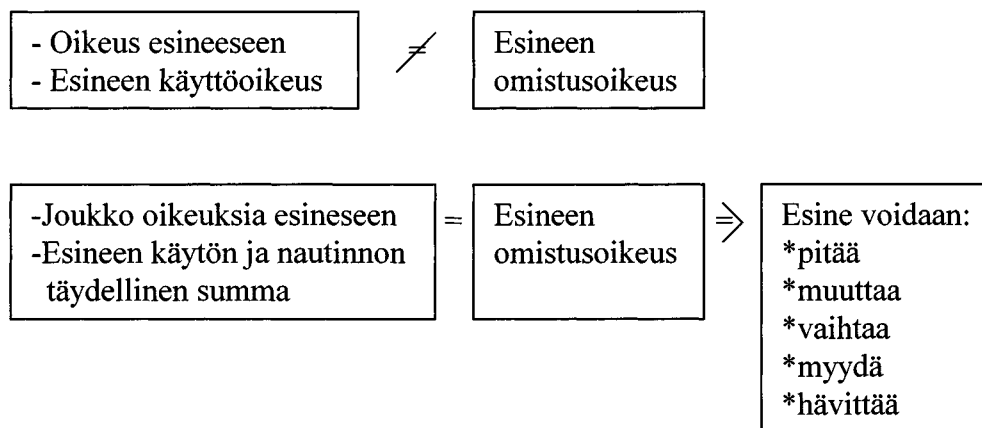 - Oikeus esineeseen
- Esineen käyttöoikeus
≠
Esineen
omistusoikeus
-Joukko oikeuksia esineseen
-Esineen käytön ja nautinnon
täydellinen summa
=
Esineen
omistusoikeus
⇒
Esine voidaan:
*pitää
*muuttaa
*vaihtaa
*myydä
*hävittää